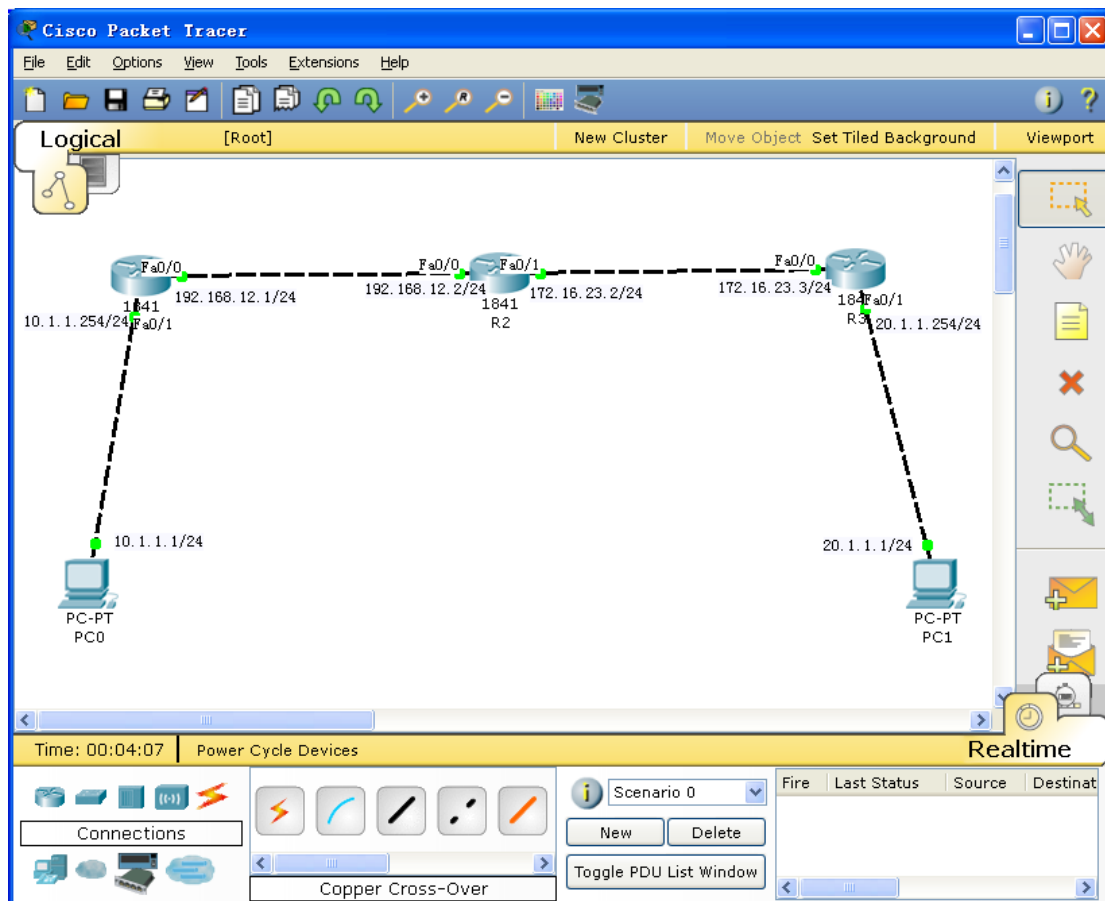 Cisco Packet Tracer
File Edit Options View Tools Extensions Help
Logical [Root] New Cluster Move Object Set Tiled Background Viewport
Fa0/0 Fa0/0 Fa0/1 Fa0/0
192.168.12.1/24 192.168.12.2/24 172.16.23.2/24 172.16.23.3/24
1841 1841 Fa0/1
10.1.1.254/24 Fa0/1 R2 R3 20.1.1.254/24
10.1.1.1/24 20.1.1.1/24
PC-PT PC-PT
PC0 PC1
Time: 00:04:07 Power Cycle Devices Realtime
Scenario 0 Fire Last Status Source Destinat
Connections New Delete
Toggle PDU List Window
Copper Cross-Over